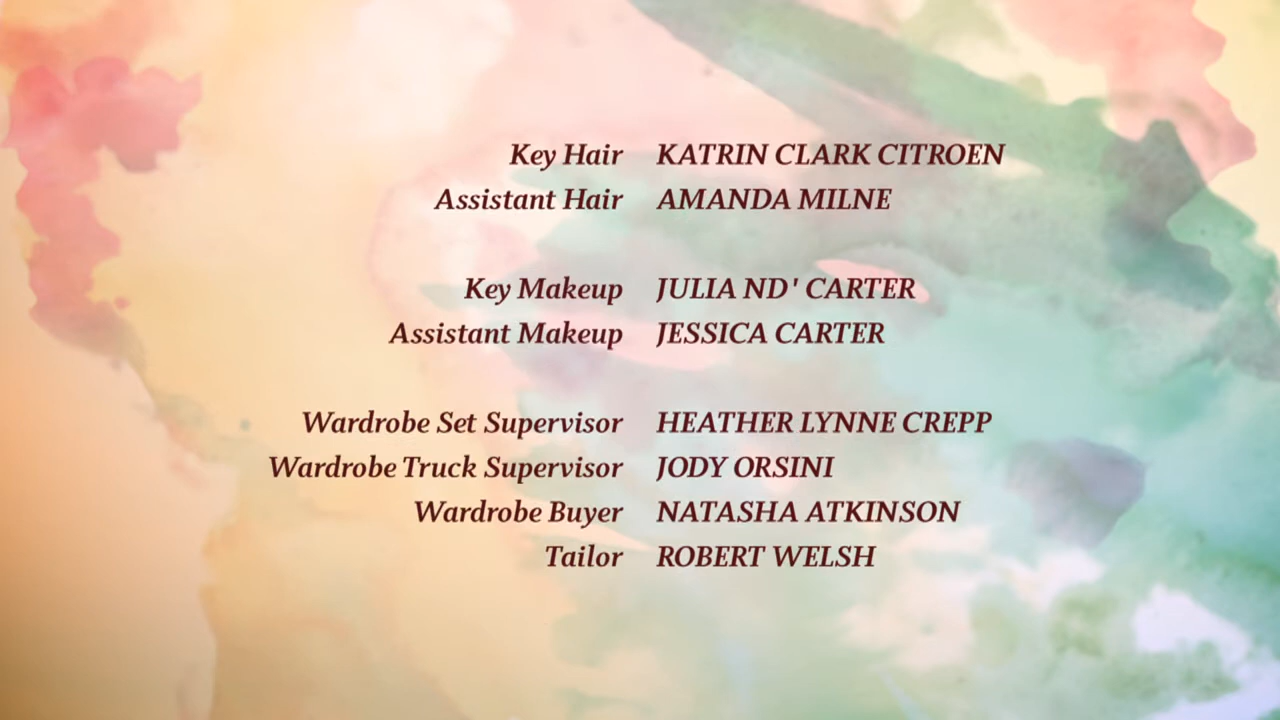 Key Hair KATRIN CLARK CITROEN
Assistant Hair AMANDA MILNE
Key Makeup JULIA ND' CARTER
Assistant Makeup JESSICA CARTER
Wardrobe Set Supervisor HEATHER LYNNE CREPP
Wardrobe Truck Supervisor JODY ORSINI
Wardrobe Buyer NATASHA ATKINSON
Tailor ROBERT WELSH